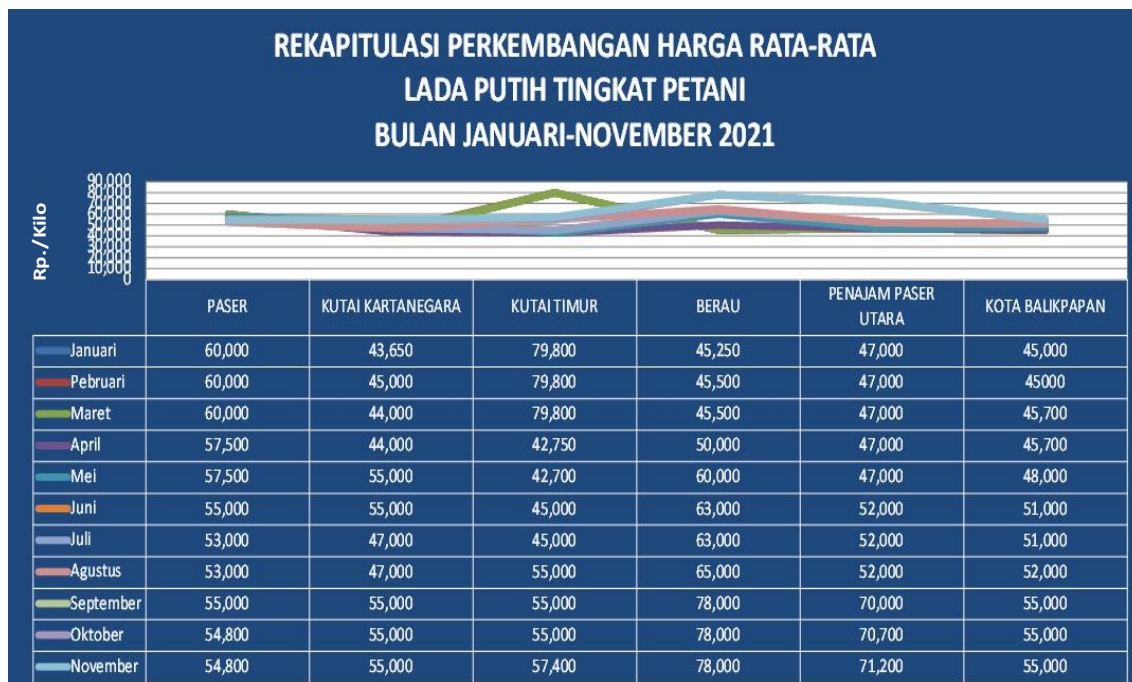 REKAPITULASI PERKEMBANGAN HARGA RATA-RATA
LADA PUTIH TINGKAT PETANI
BULAN JANUARI-NOVEMBER 2021
Rp./Kilo
90,000
80,000
70,000
60,000
50,000
40,000
30,000
20,000
10,000
0
PASER KUTAI KARTANEGARA KUTAI TIMUR BERAU PENAJAM PASER UTARA KOTA BALIKPAPAN
Januari 60,000 43,650 79,800 45,250 47,000 45,000
Pebruari 60,000 45,000 79,800 45,500 47,000 45000
Maret 60,000 44,000 79,800 45,500 47,000 45,700
April 57,500 44,000 42,750 50,000 47,000 45,700
Mei 57,500 55,000 42,700 60,000 47,000 48,000
Juni 55,000 55,000 45,000 63,000 52,000 51,000
Juli 53,000 47,000 45,000 63,000 52,000 51,000
Agustus 53,000 47,000 55,000 65,000 52,000 52,000
September 55,000 55,000 55,000 78,000 70,000 55,000
Oktober 54,800 55,000 55,000 78,000 70,700 55,000
November 54,800 55,000 57,400 78,000 71,200 55,000